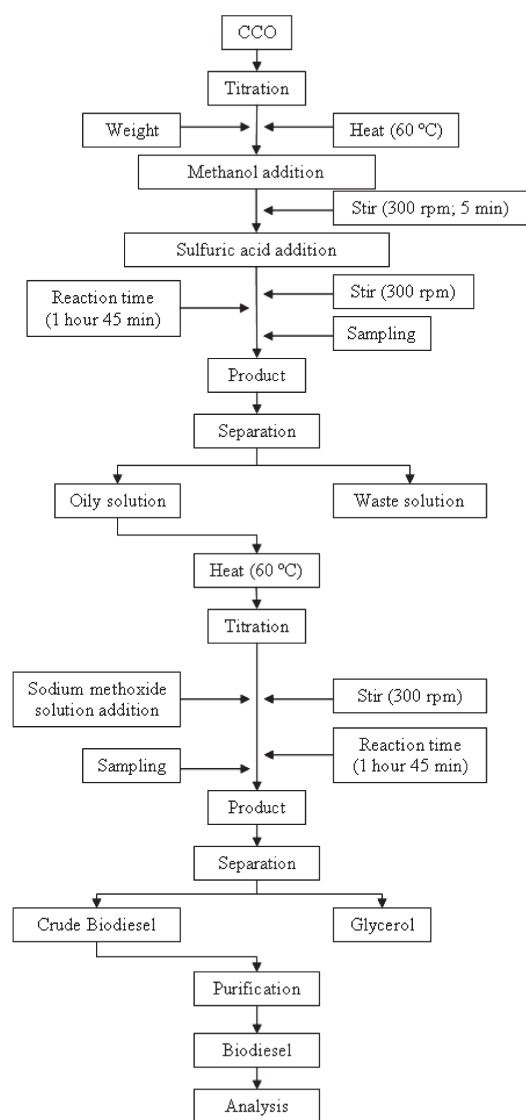 CCO
Titration
Weight
Heat (60 °C)
Methanol addition
Stir (300 rpm; 5 min)
Sulfuric acid addition
Reaction time
(1 hour 45 min)
Stir (300 rpm)
Sampling
Product
Separation
Oily solution
Waste solution
Heat (60 °C)
Titration
Sodium methoxide
solution addition
Stir (300 rpm)
Reaction time
(1 hour 45 min)
Sampling
Product
Separation
Crude Biodiesel
Glycerol
Purification
Biodiesel
Analysis